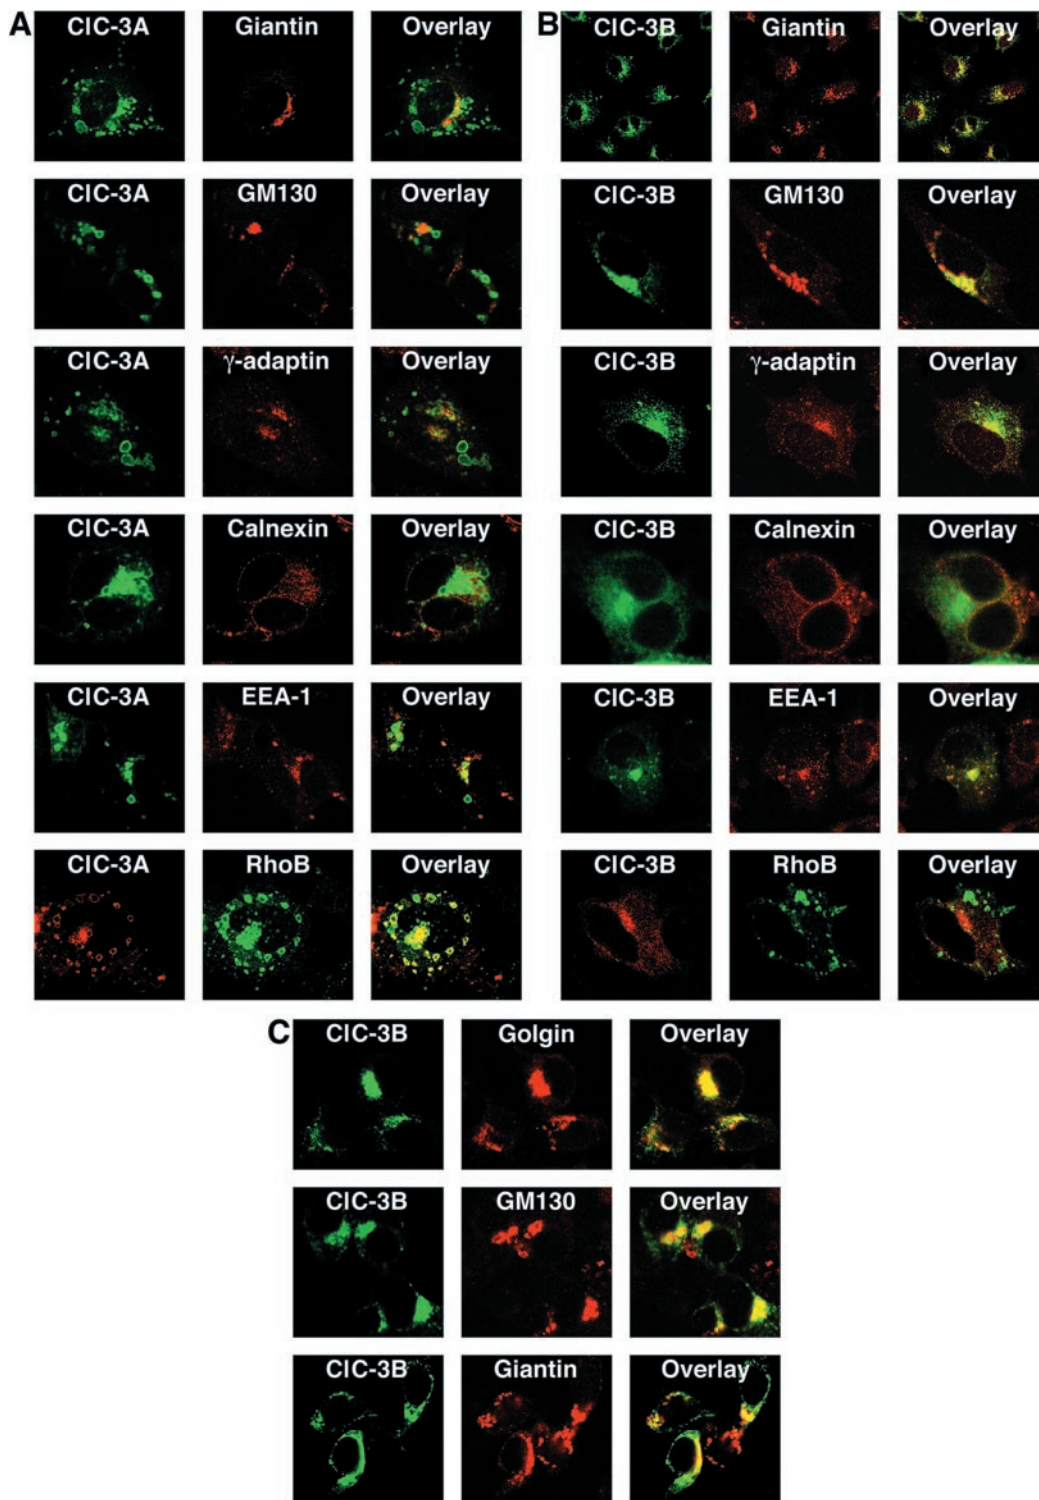 A ClC-3A Giantin Overlay B ClC-3B Giantin Overlay
ClC-3A GM130 Overlay ClC-3B GM130 Overlay
ClC-3A γ-adaptin Overlay ClC-3B γ-adaptin Overlay
ClC-3A Calnexin Overlay ClC-3B Calnexin Overlay
ClC-3A EEA-1 Overlay ClC-3B EEA-1 Overlay
ClC-3A RhoB Overlay ClC-3B RhoB Overlay
C ClC-3B Golgin Overlay
ClC-3B GM130 Overlay
ClC-3B Giantin Overlay